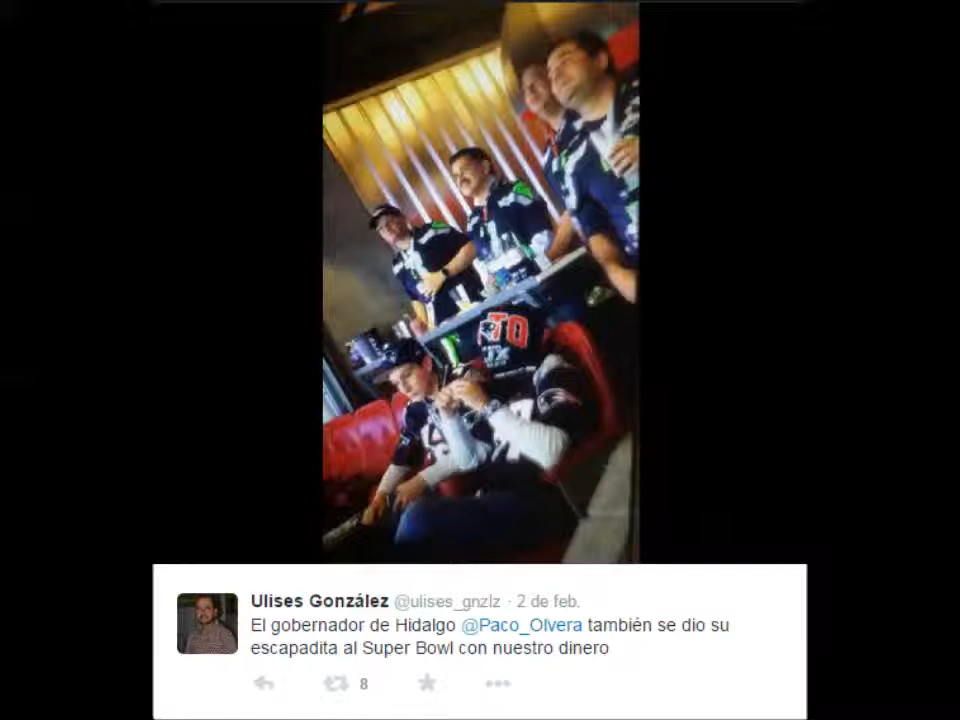 TO
Ulises González @ulises_gnzlz · 2 de feb.
El gobernador de Hidalgo @Paco_Olvera también se dio su
escapadita al Super Bowl con nuestro dinero
8